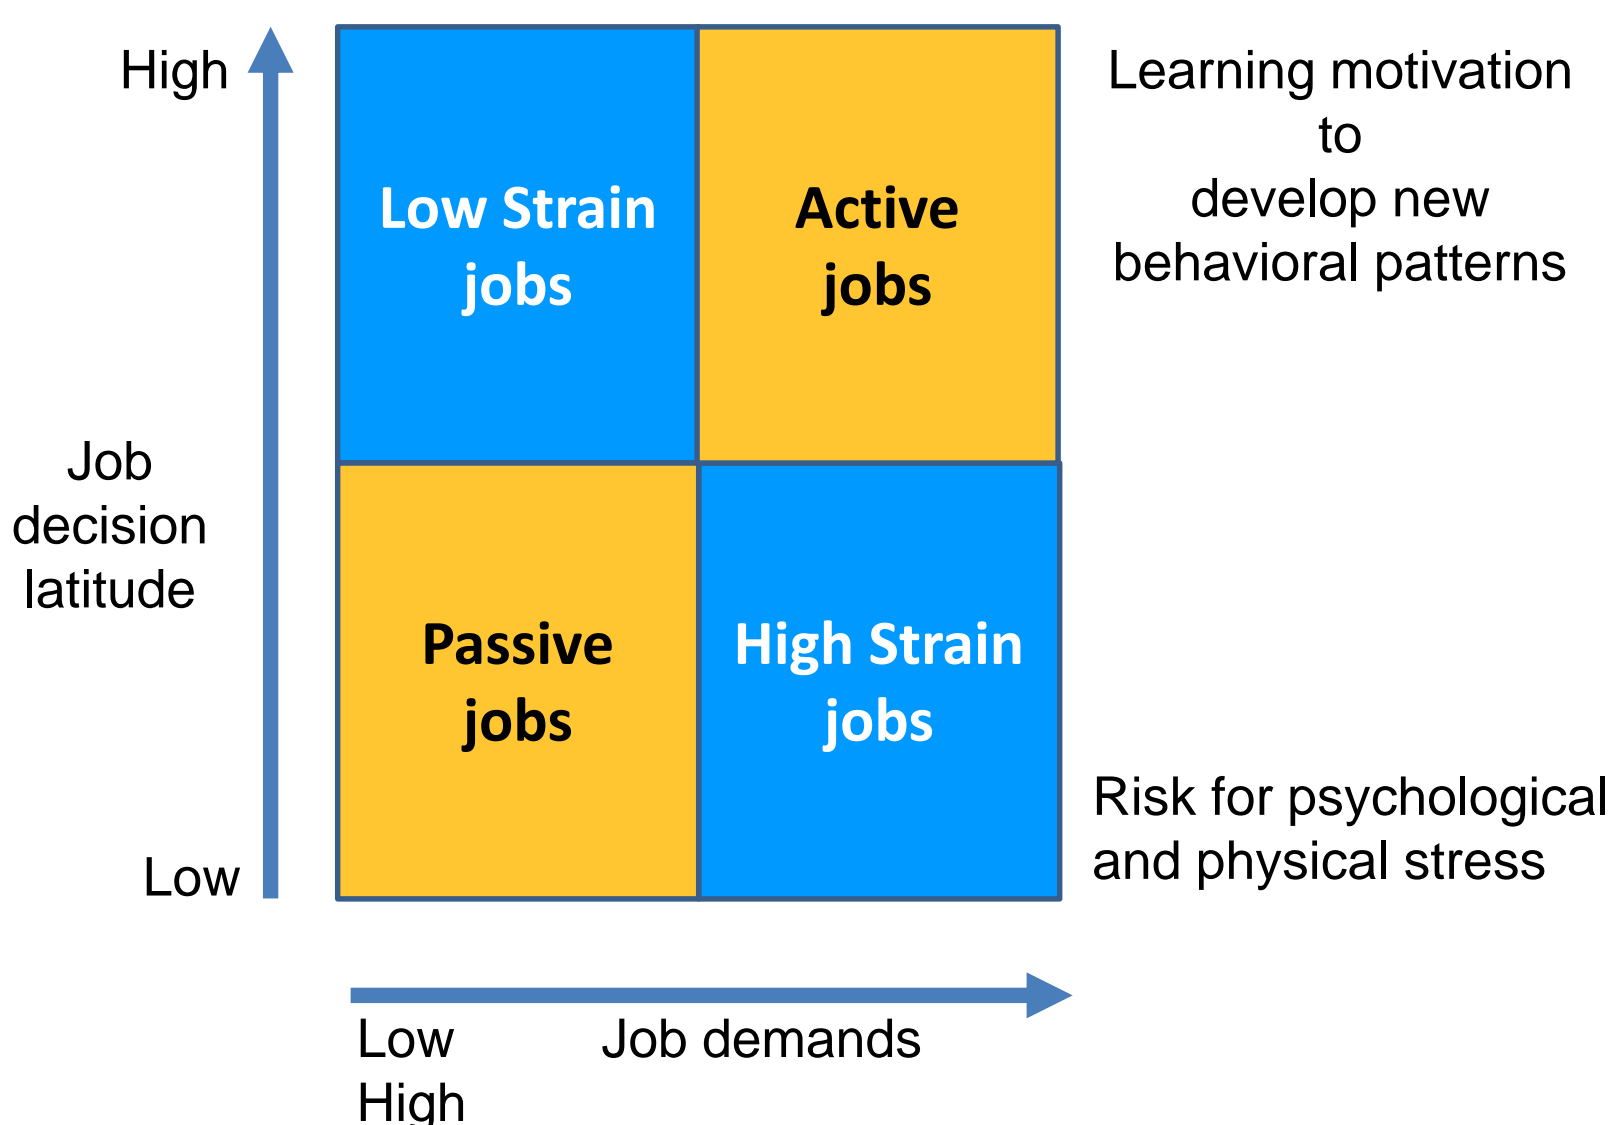 High
Learning motivation
to
develop new
behavioral patterns
Low Strain
jobs
Active
jobs
Job
decision
latitude
Passive
jobs
High Strain
jobs
Risk for psychological
and physical stress
Low
Low Job demands
High